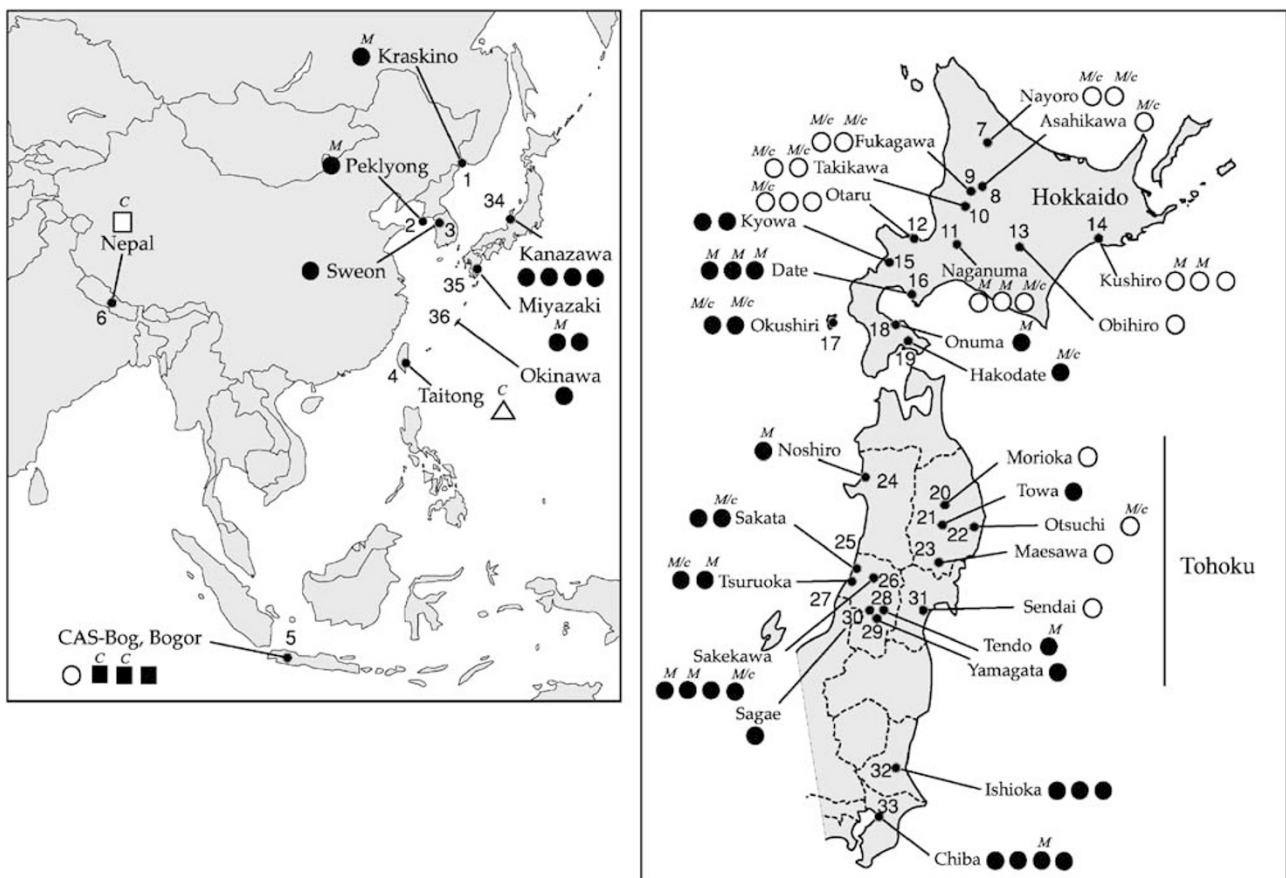 M
Kraskino
M
Peklyong
1
34
2
3
C
Nepal
Sweon
Kanazawa
35
Miyazaki
6
36
M
4
Okinawa
Taitong
C
CAS-Bog, Bogor
5
C C
M/c M/c
Nayoro
M/c
Asahikawa
M/c M/c
Fukagawa
7
M/c M/c
Takikawa
9
8
M/c
Otaru
10
Hokkaido
Kyowa
12
11
13
14
M M M
Date
15
Naganuma
M M M/c
16
M M
Kushiro
M/c M/c
Okushiri
Obihiro
17
18
Onuma
M
19
Hakodate
M/c
M
Noshiro
24
Morioka
20
Towa
M/c
Sakata
21
22
Otsuchi
M/c
25
23
Maesawa
M/c M
Tsuruoka
26
27
28
31
Sendai
30
29
Tohoku
Sakekawa
Tendo
M
M M M/c
Yamagata
Sagae
32
Ishioka
33
M
Chiba